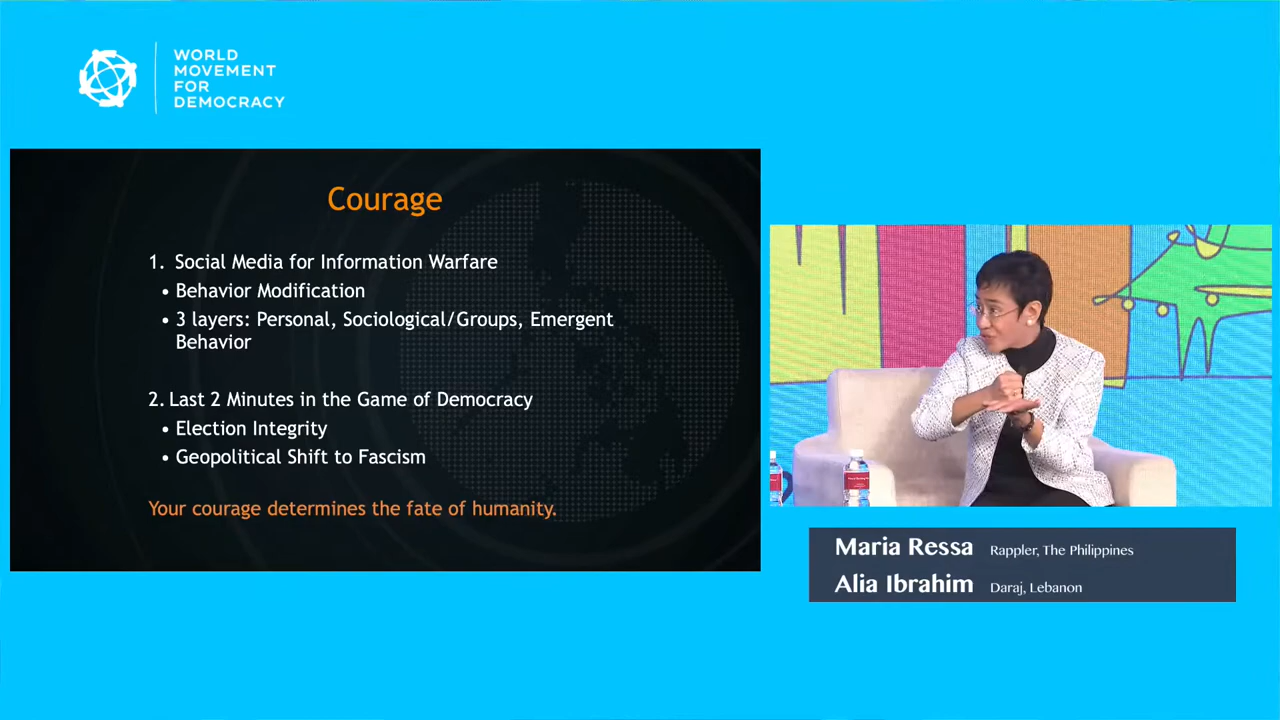 WORLD
MOVEMENT
FOR
DEMOCRACY
Courage
1. Social Media for Information Warfare
• Behavior Modification
• 3 layers: Personal, Sociological/Groups, Emergent
Behavior
2. Last 2 Minutes in the Game of Democracy
• Election Integrity
• Geopolitical Shift to Fascism
Your courage determines the fate of humanity.
Maria Ressa Rappler, The Philippines
Alia Ibrahim Daraj, Lebanon